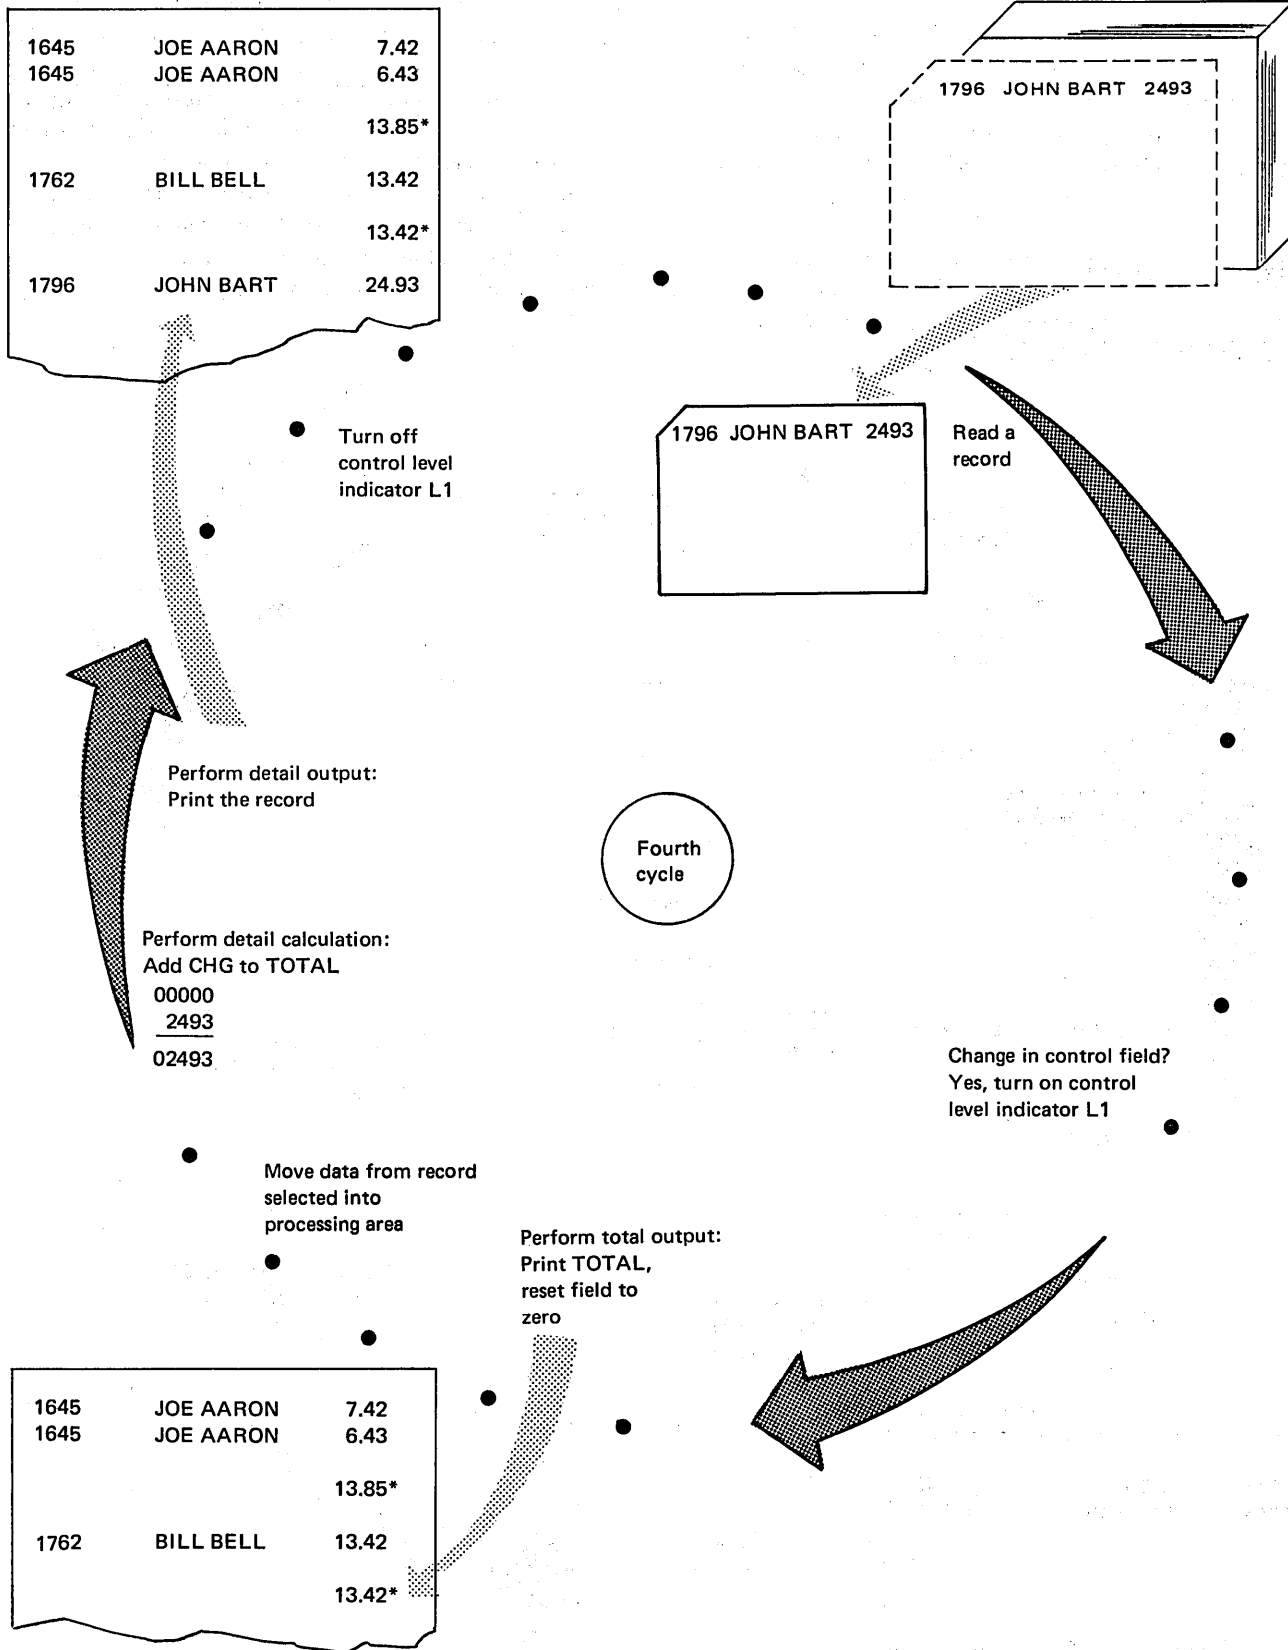 1645 JOE AARON 7.42
1645 JOE AARON 6.43
13.85*
1762 BILL BELL 13.42
13.42*
1796 JOHN BART 24.93
1796 JOHN BART 2493
1796 JOHN BART 2493
Read a
record
Turn off
control level
indicator L1
Perform detail output:
Print the record
Fourth
cycle
Perform detail calculation:
Add CHG to TOTAL
00000
2493
02493
Change in control field?
Yes, turn on control
level indicator L1
Move data from record
selected into
processing area
Perform total output:
Print TOTAL,
reset field to
zero
1645 JOE AARON 7.42
1645 JOE AARON 6.43
13.85*
1762 BILL BELL 13.42
13.42*